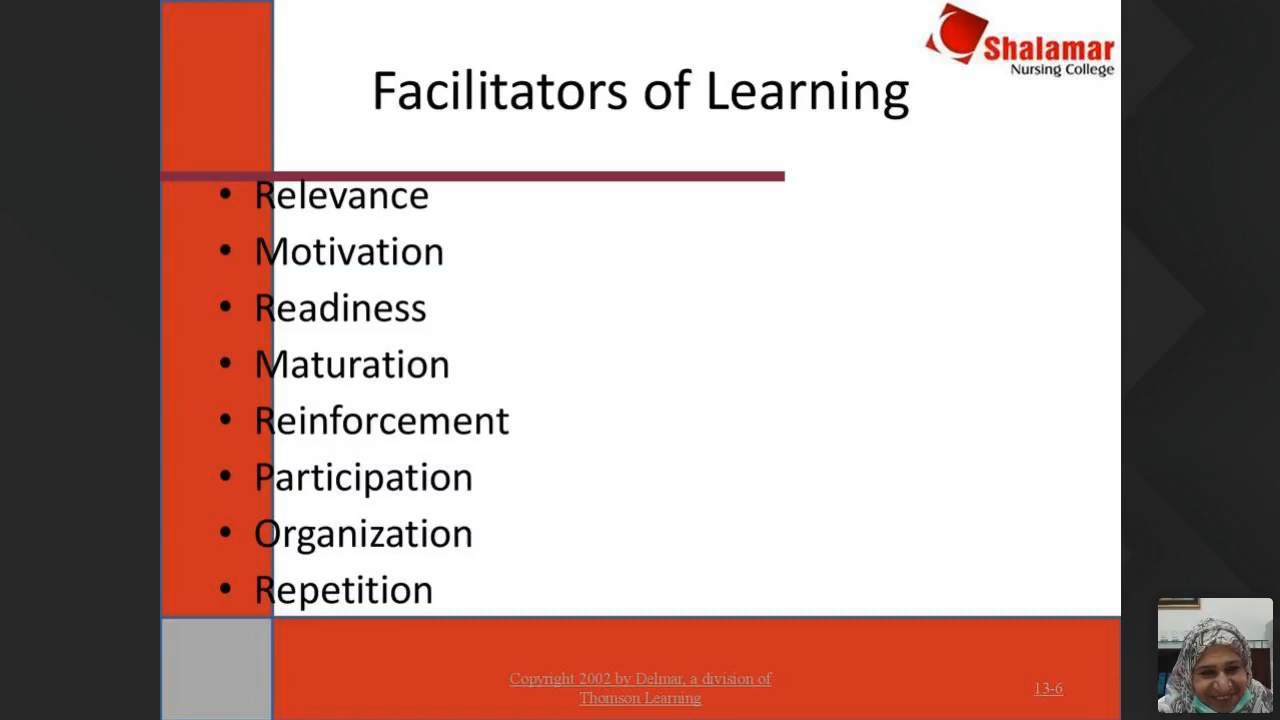 Shalamar
Nursing College
Facilitators of Learning
• Relevance
• Motivation
• Readiness
• Maturation
• Reinforcement
• Participation
• Organization
• Repetition
Copyright 2002 by Delmar, a division of
Thomson Learning
13-6